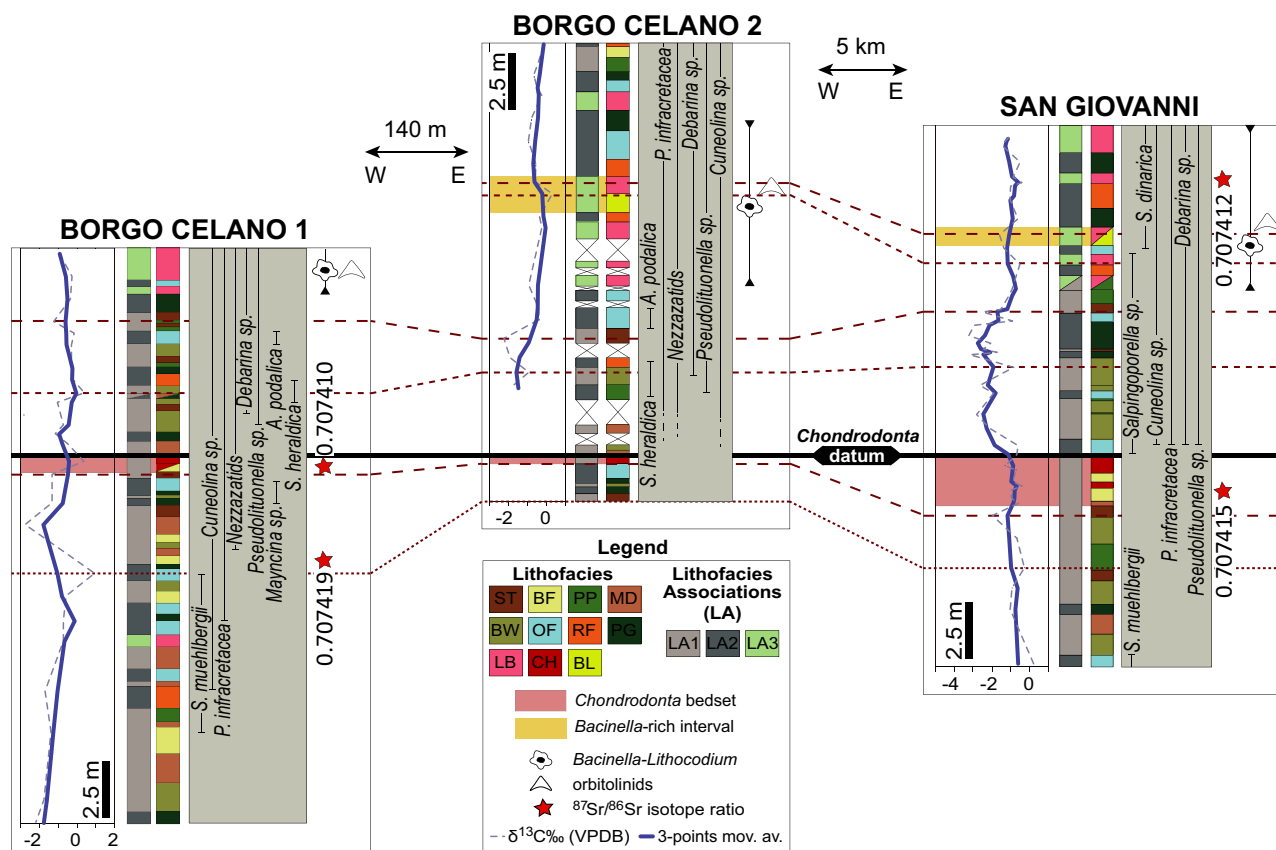 BORGO CELANO 2
2.5 m
P. infracretacea
Nezzazatids
Debarina sp.
Pseudolituonella sp.
Cuneolina sp.
A. podalica
S. heraldica
-2 0
140 m
W E
5 km
W E
BORGO CELANO 1
S. muehlbergii
P. infracretacea
Cuneolina sp.
Nezzazatids
Debarina sp.
Pseudolituonella sp.
Mayncina sp.
A. podalica
S. heraldica
0.707410
0.707419
2.5 m
-2 0 2
SAN GIOVANNI
S. dinarica
Debarina sp.
Salpingoporella sp.
Cuneolina sp.
P. infracretacea
Pseudolituonella sp.
S. muehlbergii
0.707412
0.707415
2.5 m
-4 -2 0
Chondrodonta
datum
Legend
Lithofacies
ST BF PP MD
BW OF RF PG
LB CH BL
Lithofacies
Associations
(LA)
LA1 LA2 LA3
Chondrodonta bedset
Bacinella-rich interval
Bacinella-Lithocodium
orbitolinids
⁸⁷Sr/⁸⁶Sr isotope ratio
δ¹³C‰ (VPDB) 3-points mov. av.